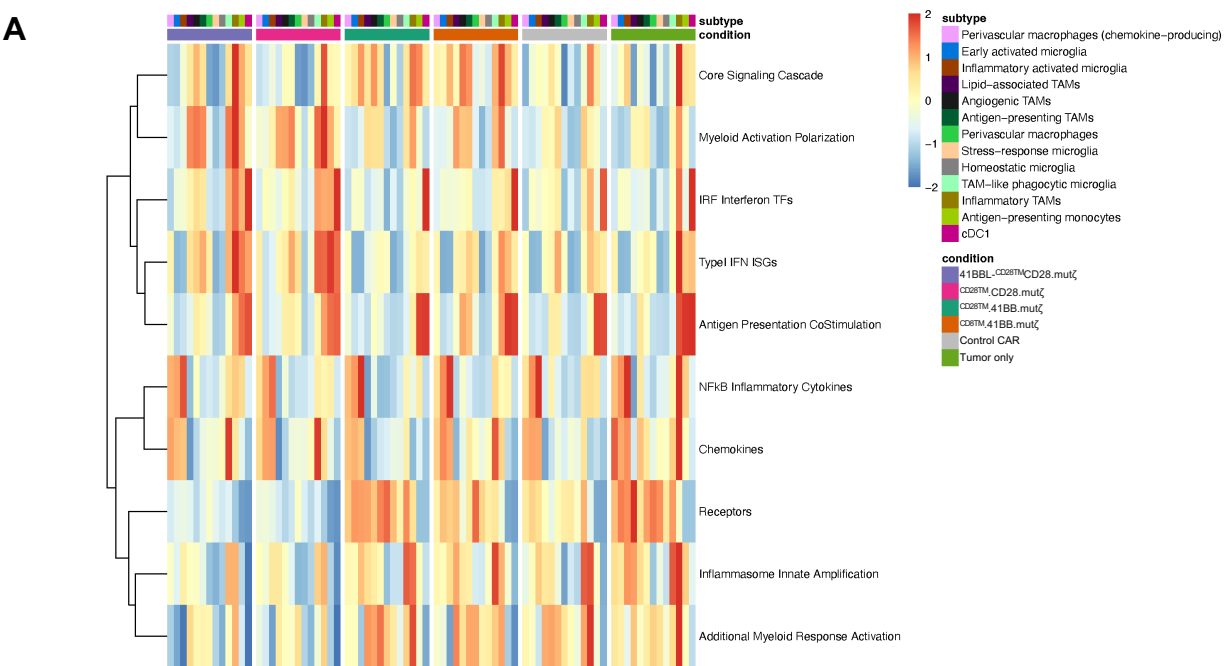 A
subtype
condition
Core Signaling Cascade
Myeloid Activation Polarization
IRF Interferon TFs
TypeI IFN ISGs
Antigen Presentation CoStimulation
NFkB Inflammatory Cytokines
Chemokines
Receptors
Inflammasome Innate Amplification
Additional Myeloid Response Activation
2
1
0
−1
−2
subtype
Perivascular macrophages (chemokine−producing)
Early activated microglia
Inflammatory activated microglia
Lipid−associated TAMs
Angiogenic TAMs
Antigen−presenting TAMs
Perivascular macrophages
Stress−response microglia
Homeostatic microglia
TAM−like phagocytic microglia
Inflammatory TAMs
Antigen−presenting monocytes
cDC1
condition
41BBL-CD28TMCD28.mutζ
CD28TM.CD28.mutζ
CD28TM.41BB.mutζ
CD8TM.41BB.mutζ
Control CAR
Tumor only